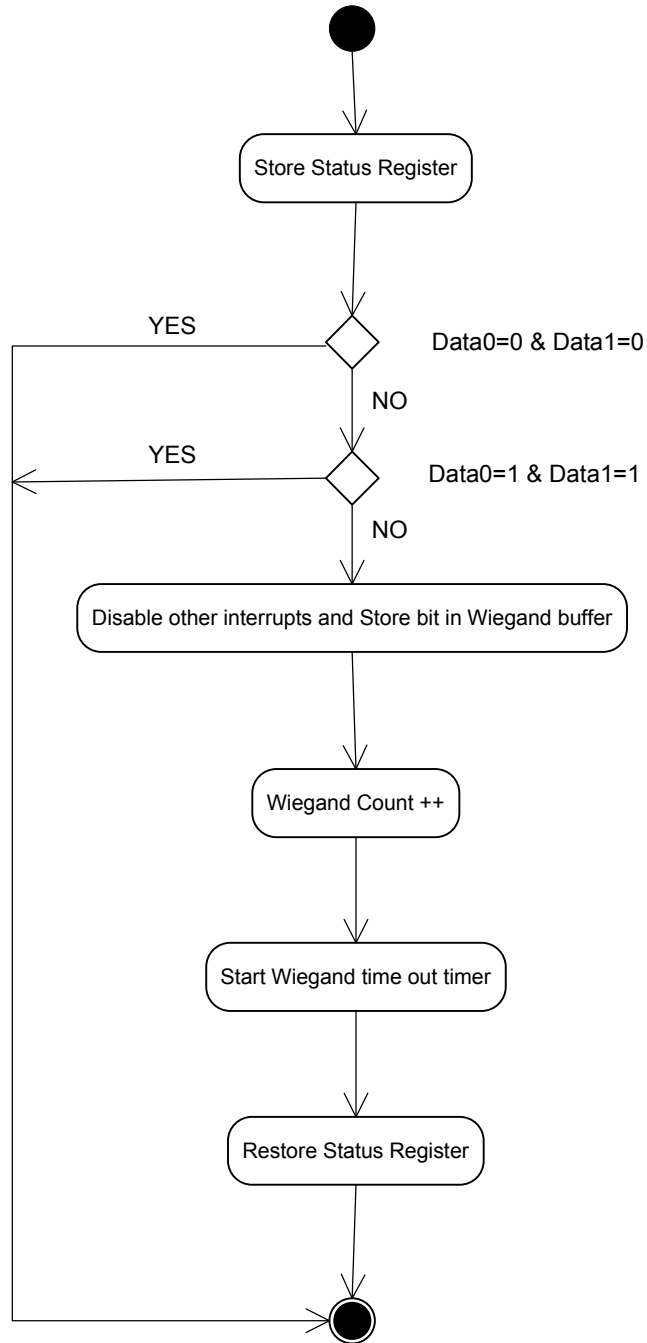 Store Status Register
YES
Data0=0 & Data1=0
NO
YES
Data0=1 & Data1=1
NO
Disable other interrupts and Store bit in Wiegand buffer
Wiegand Count ++
Start Wiegand time out timer
Restore Status Register